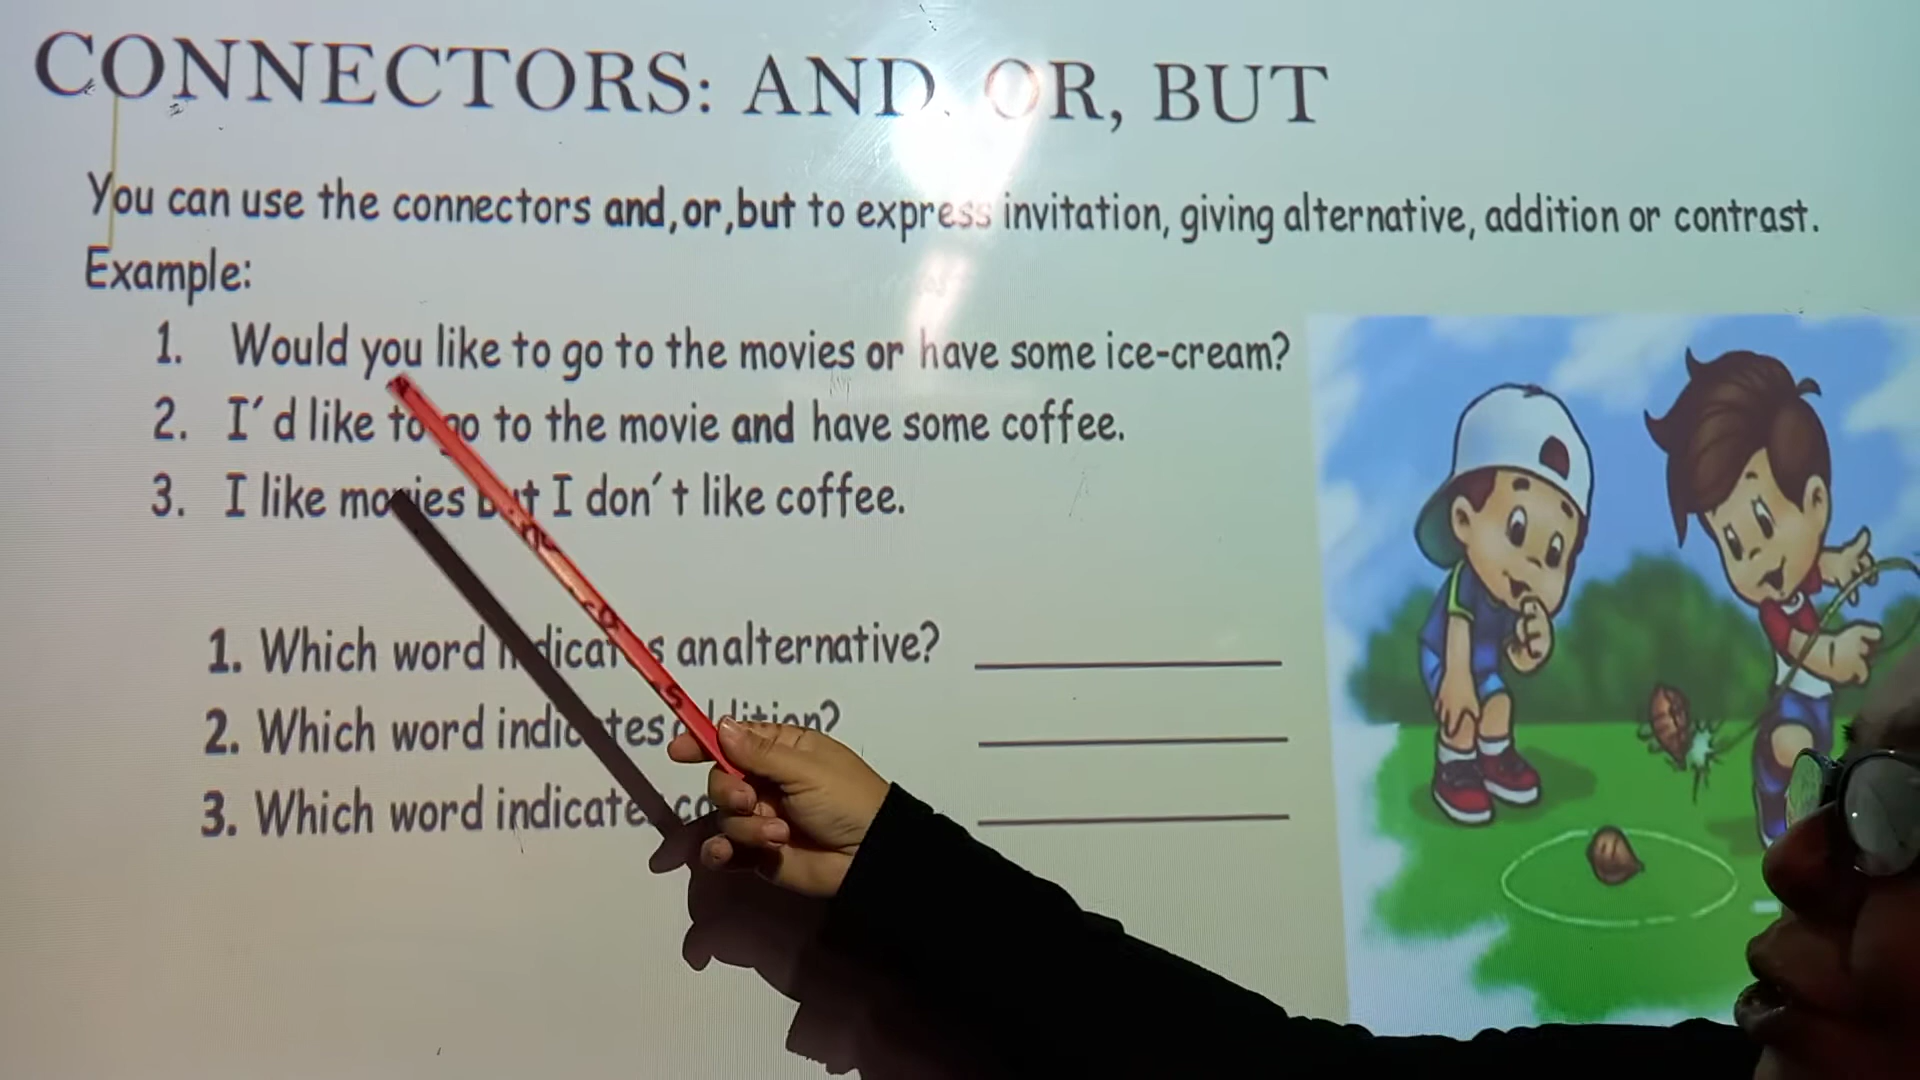 CONNECTORS: AND, OR, BUT
You can use the connectors and,or,but to express invitation, giving alternative, addition or contrast.
Example:
1. Would you like to go to the movies or have some ice-cream?
2. I´d like to go to the movie and have some coffee.
3. I like movies but I don´t like coffee.
1. Which word indicates an alternative?
2. Which word indicates addition?
3. Which word indicates